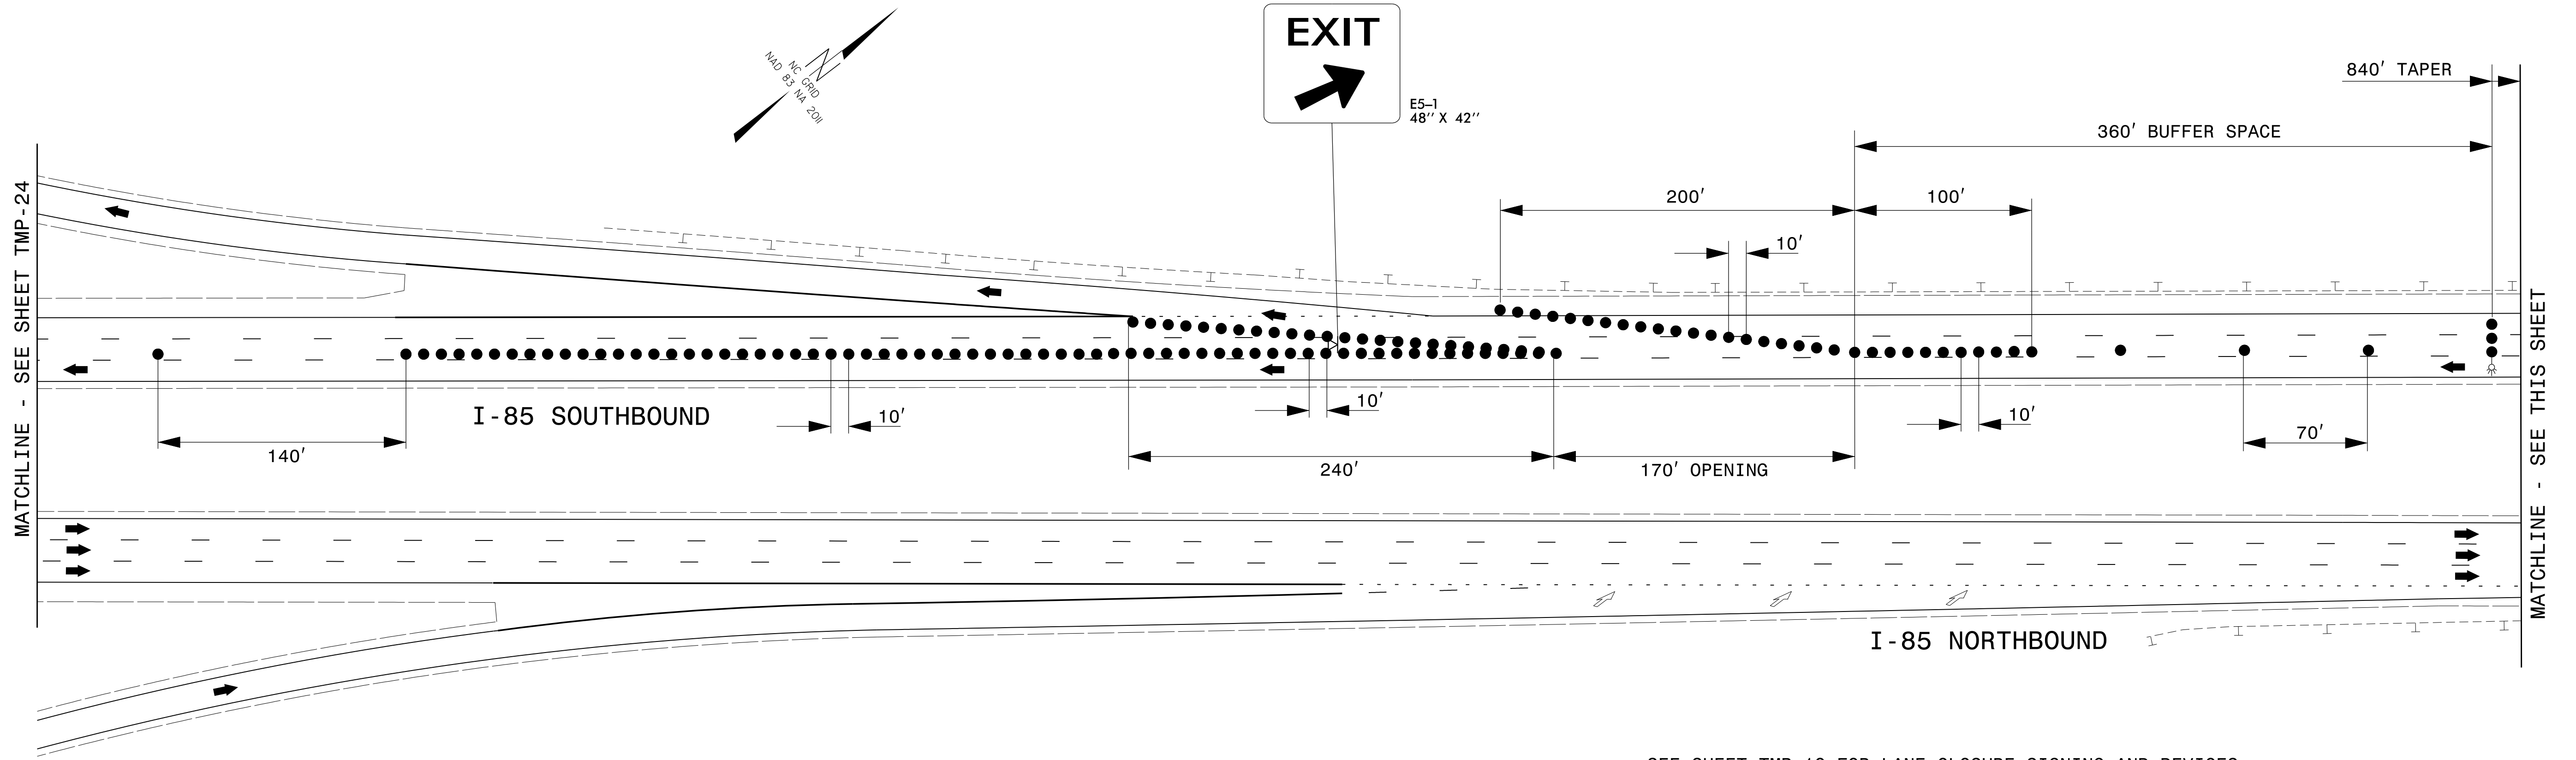 EXIT
E5-1
48" X 42"
NC GRID
NAD 83 NA 2011
840' TAPER
360' BUFFER SPACE
200'
100'
10'
MATCHLINE - SEE SHEET TMP-24
MATCHLINE - SEE THIS SHEET
I-85 SOUTHBOUND
10'
10'
10'
140'
240'
170' OPENING
70'
I-85 NORTHBOUND